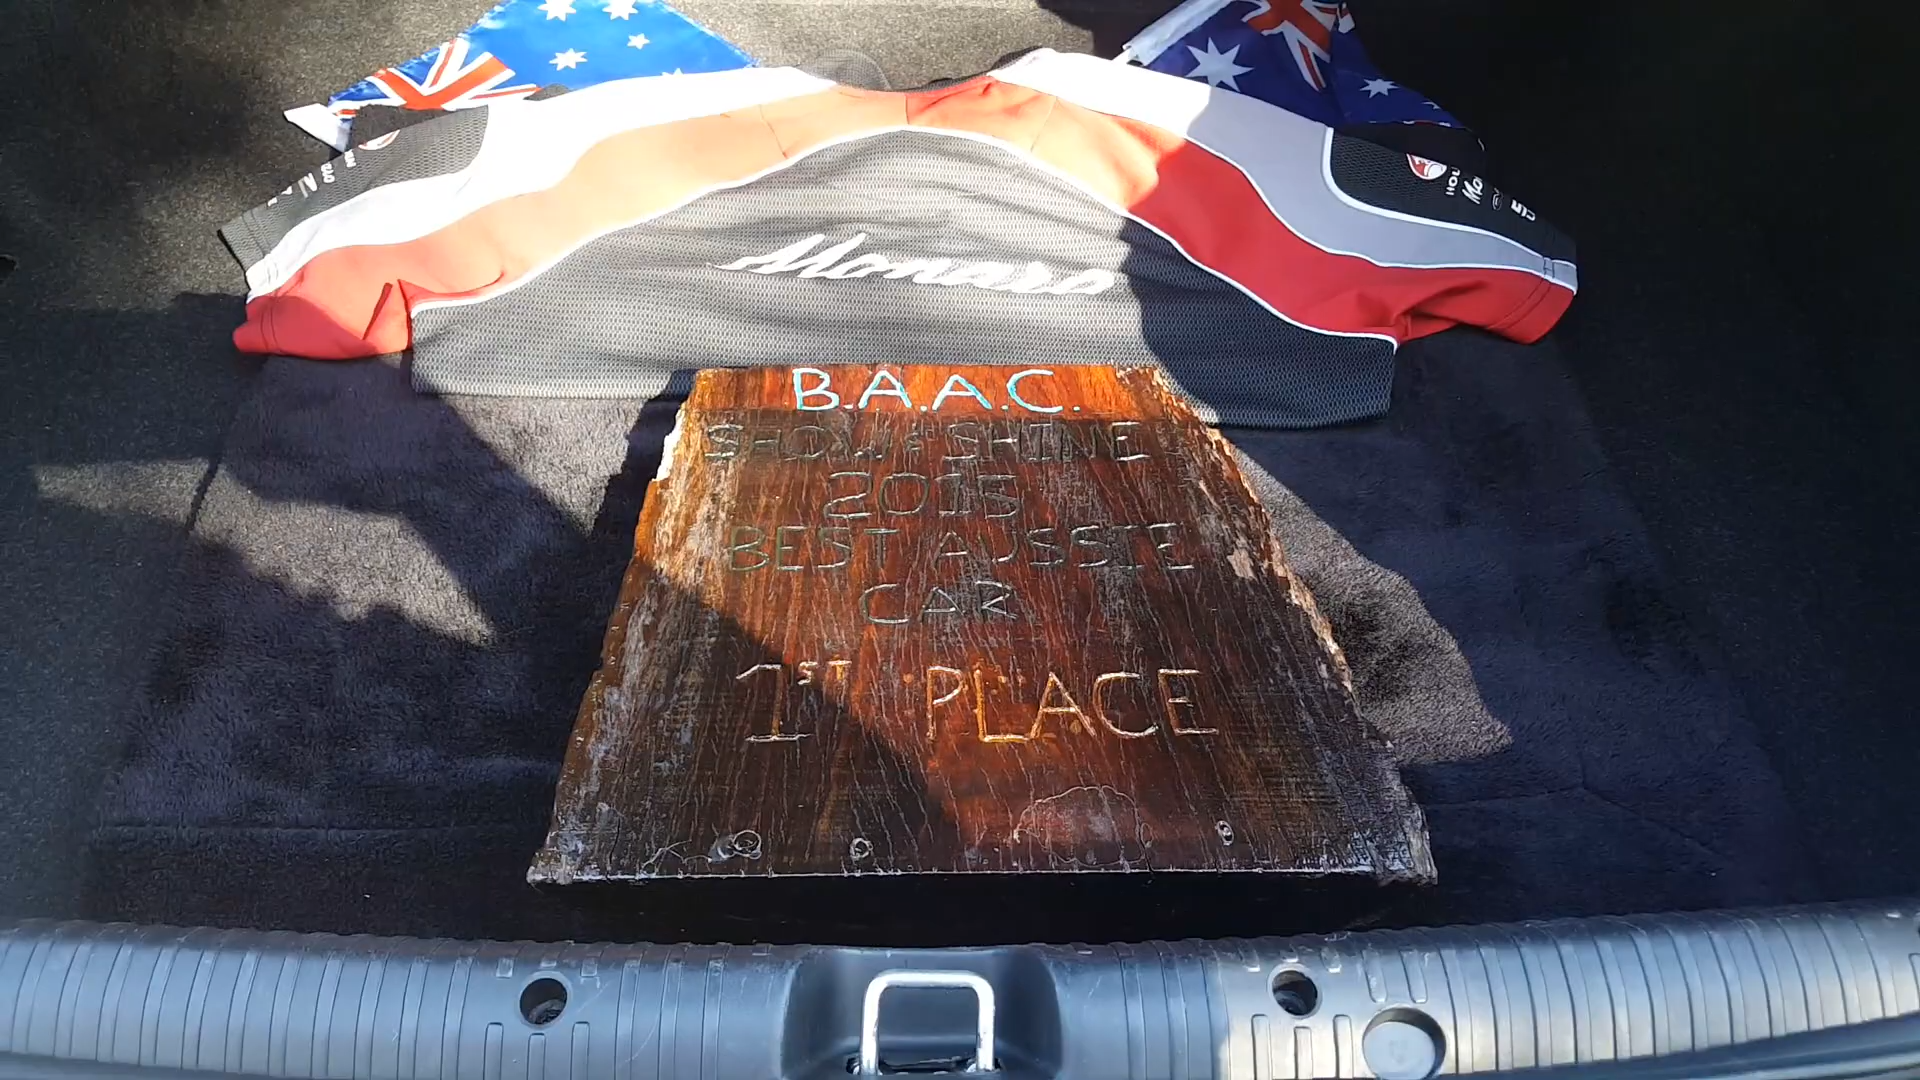 Monaro
B.A.A.C.
SHOW & SHINE
2015
BEST AUSSIE
CAR
1ST PLACE